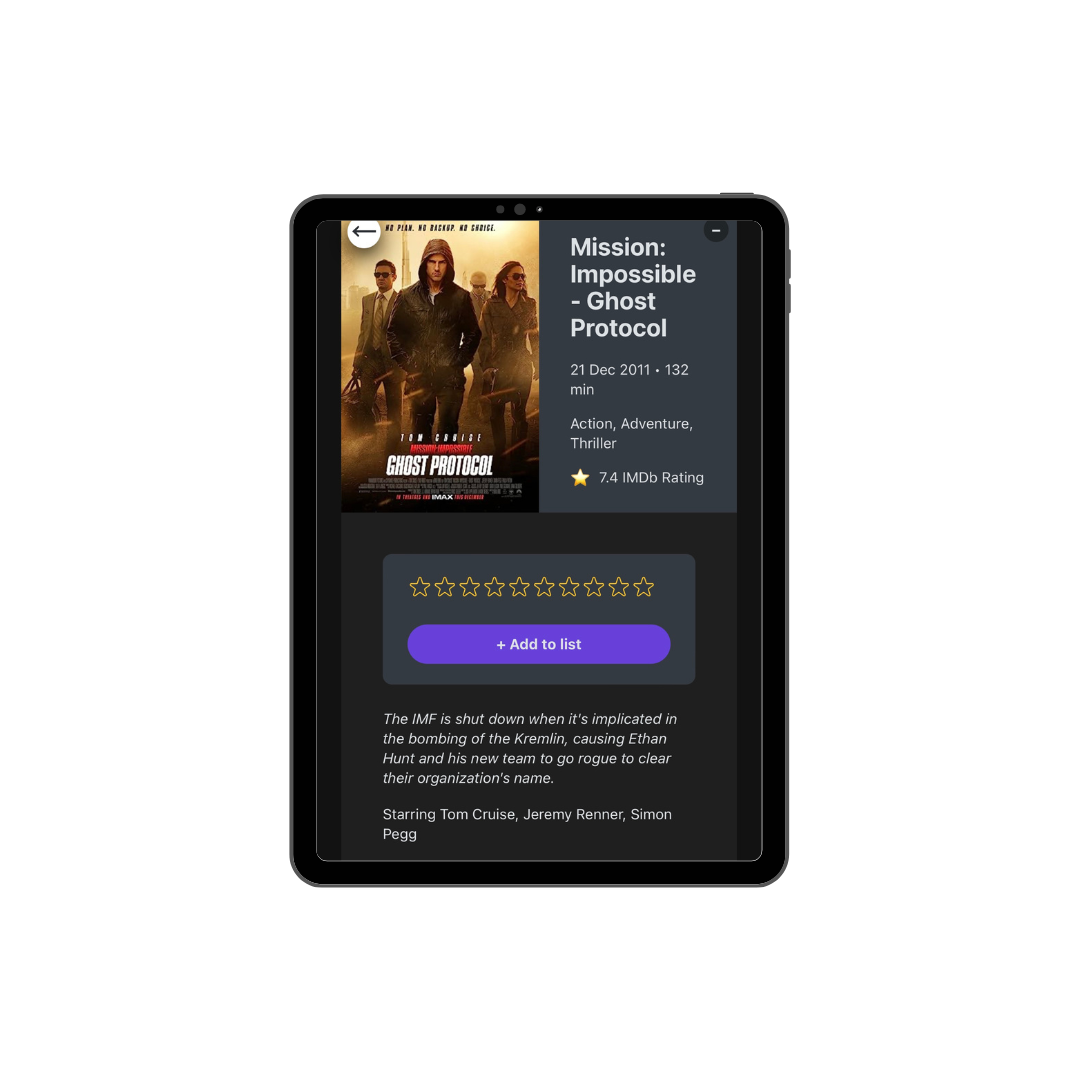 NO PLAN. NO BACKUP. NO CHOICE.
TOM CRUISE
MISSION: IMPOSSIBLE
GHOST PROTOCOL
IN THEATRES AND IMAX THIS DECEMBER
Mission:
Impossible
- Ghost
Protocol
21 Dec 2011 • 132
min
Action, Adventure,
Thriller
7.4 IMDb Rating
+ Add to list
The IMF is shut down when it's implicated in
the bombing of the Kremlin, causing Ethan
Hunt and his new team to go rogue to clear
their organization's name.
Starring Tom Cruise, Jeremy Renner, Simon
Pegg